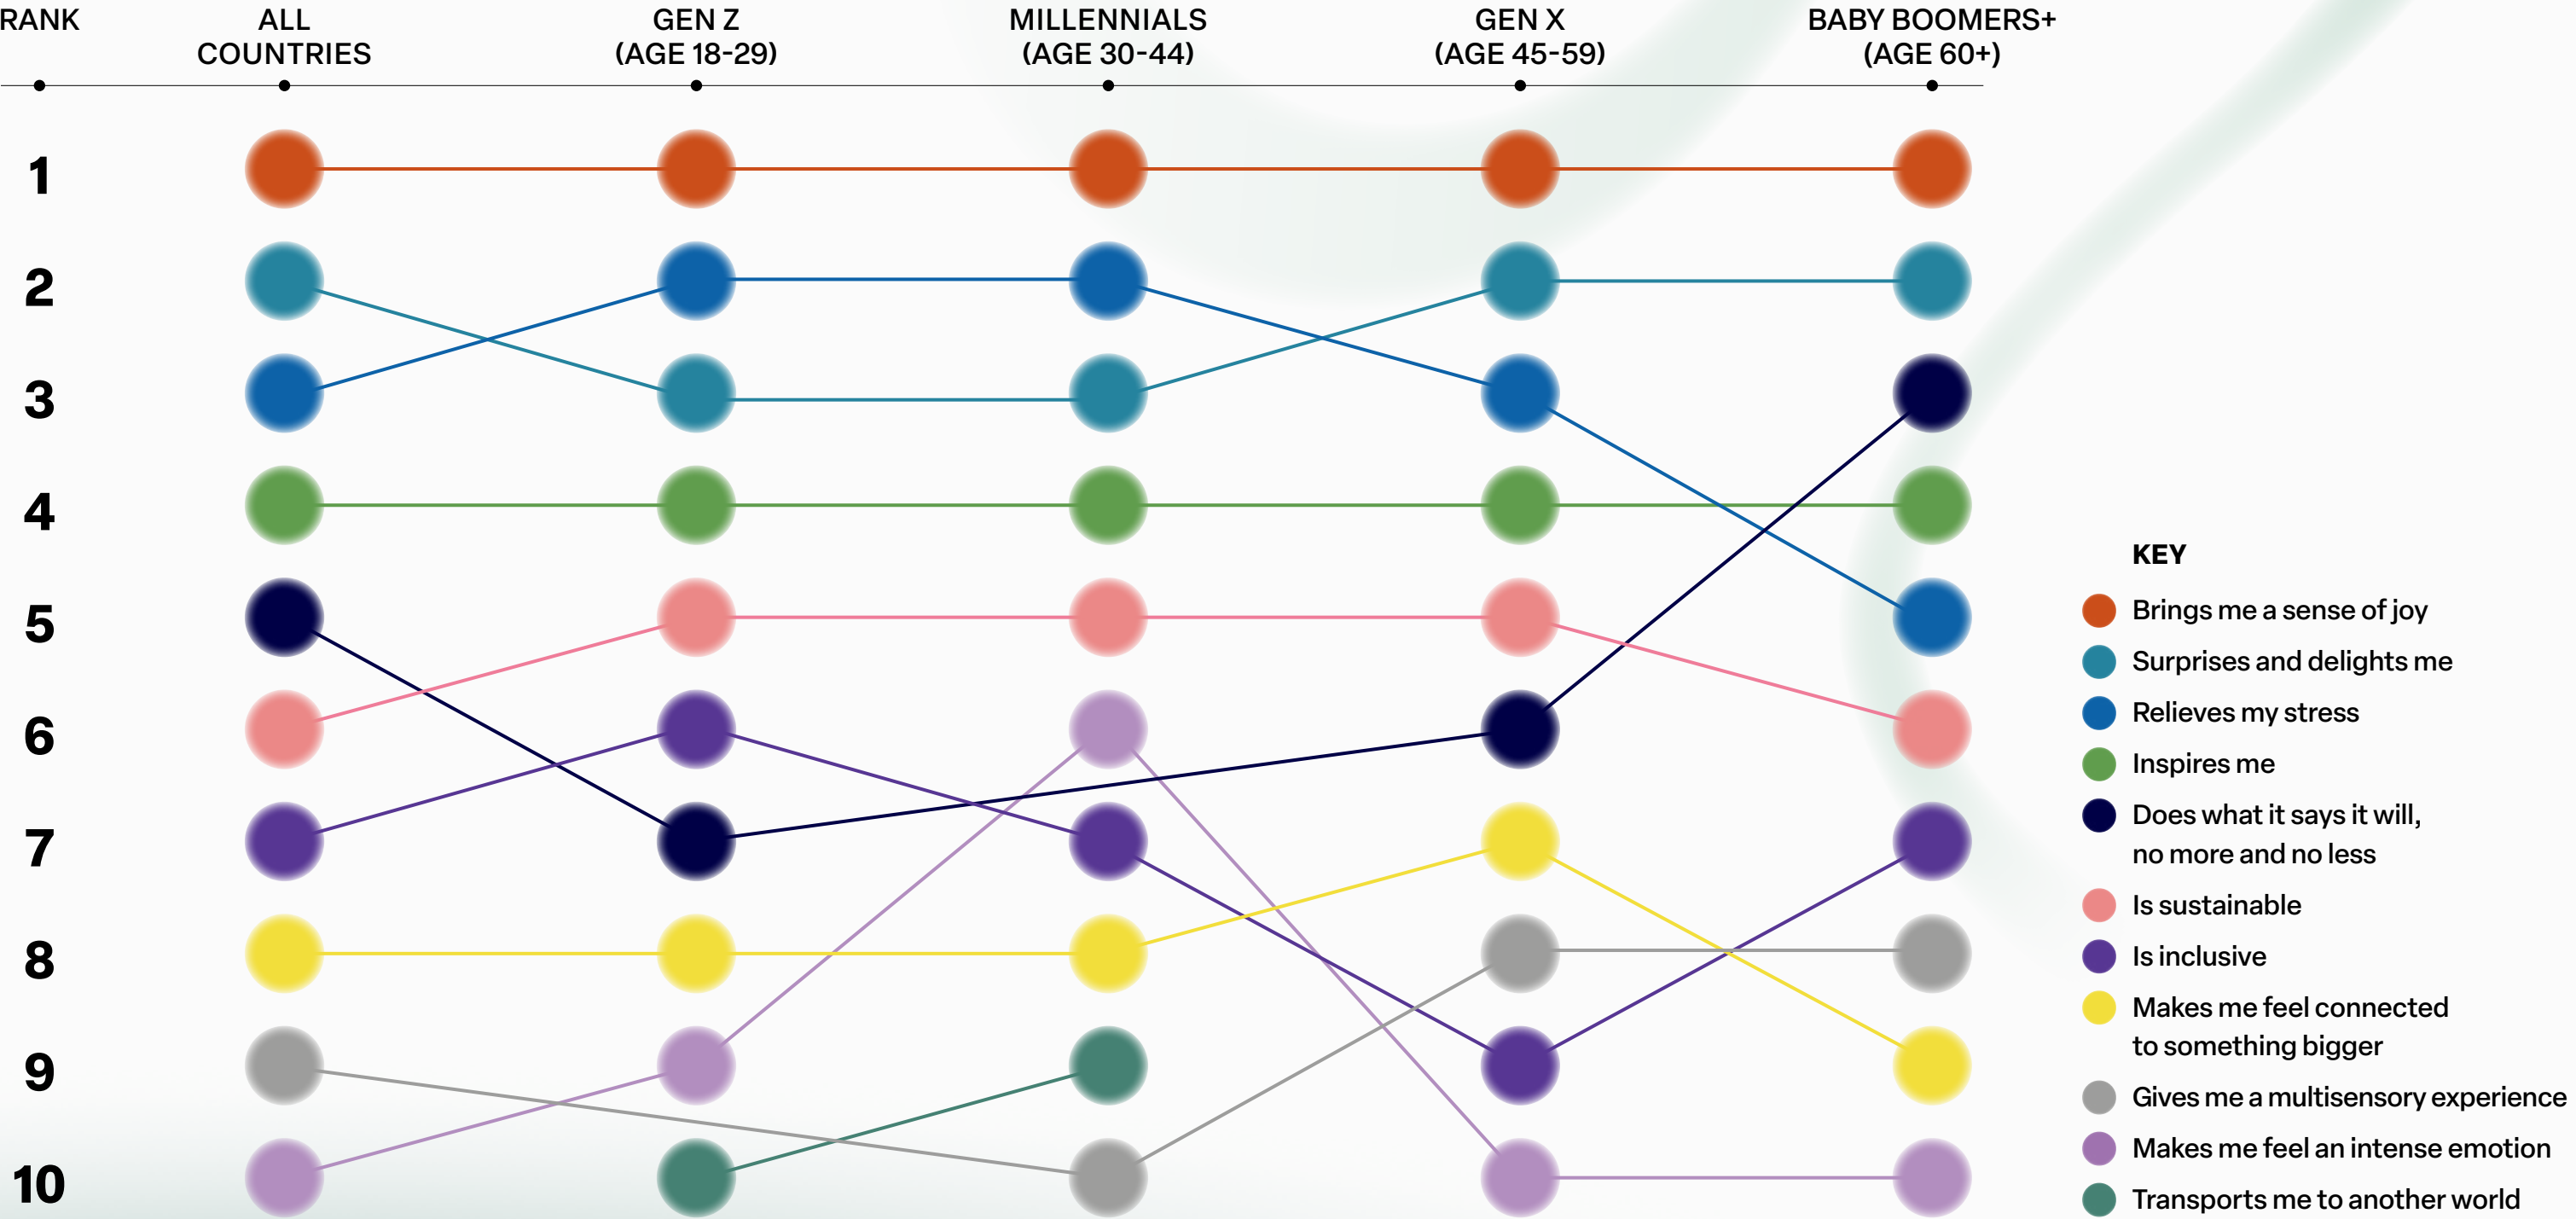 RANK
ALL
COUNTRIES
GEN Z
(AGE 18-29)
MILLENNIALS
(AGE 30-44)
GEN X
(AGE 45-59)
BABY BOOMERS+
(AGE 60+)
1
2
3
4
5
6
7
8
9
10
KEY
Brings me a sense of joy
Surprises and delights me
Relieves my stress
Inspires me
Does what it says it will,
no more and no less
Is sustainable
Is inclusive
Makes me feel connected
to something bigger
Gives me a multisensory experience
Makes me feel an intense emotion
Transports me to another world